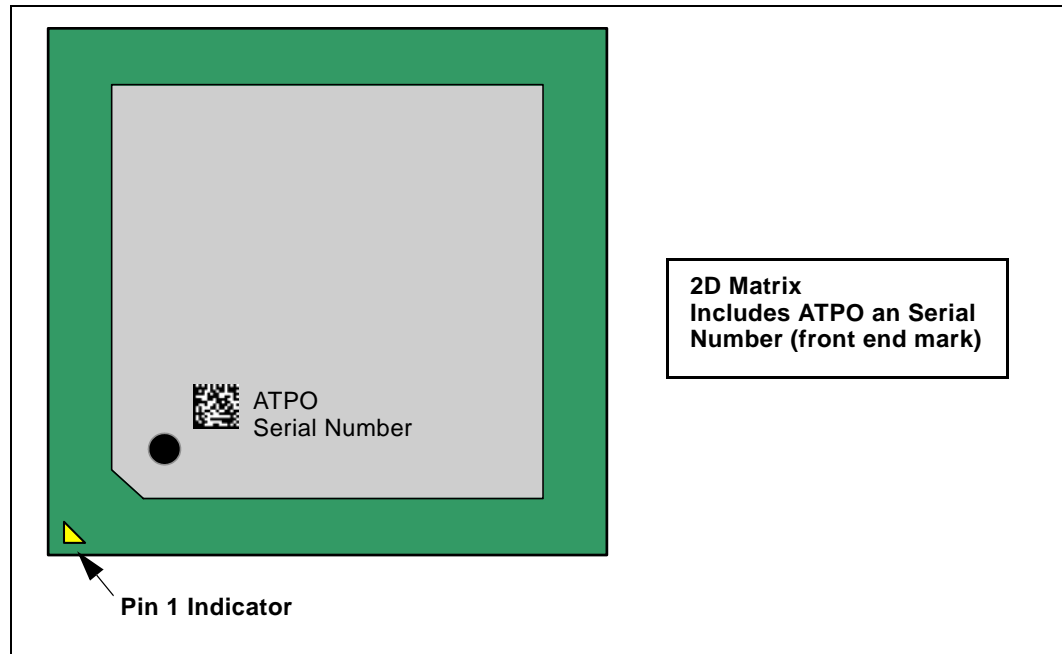 ATPO
Serial Number
2D Matrix
Includes ATPO an Serial
Number (front end mark)
Pin 1 Indicator